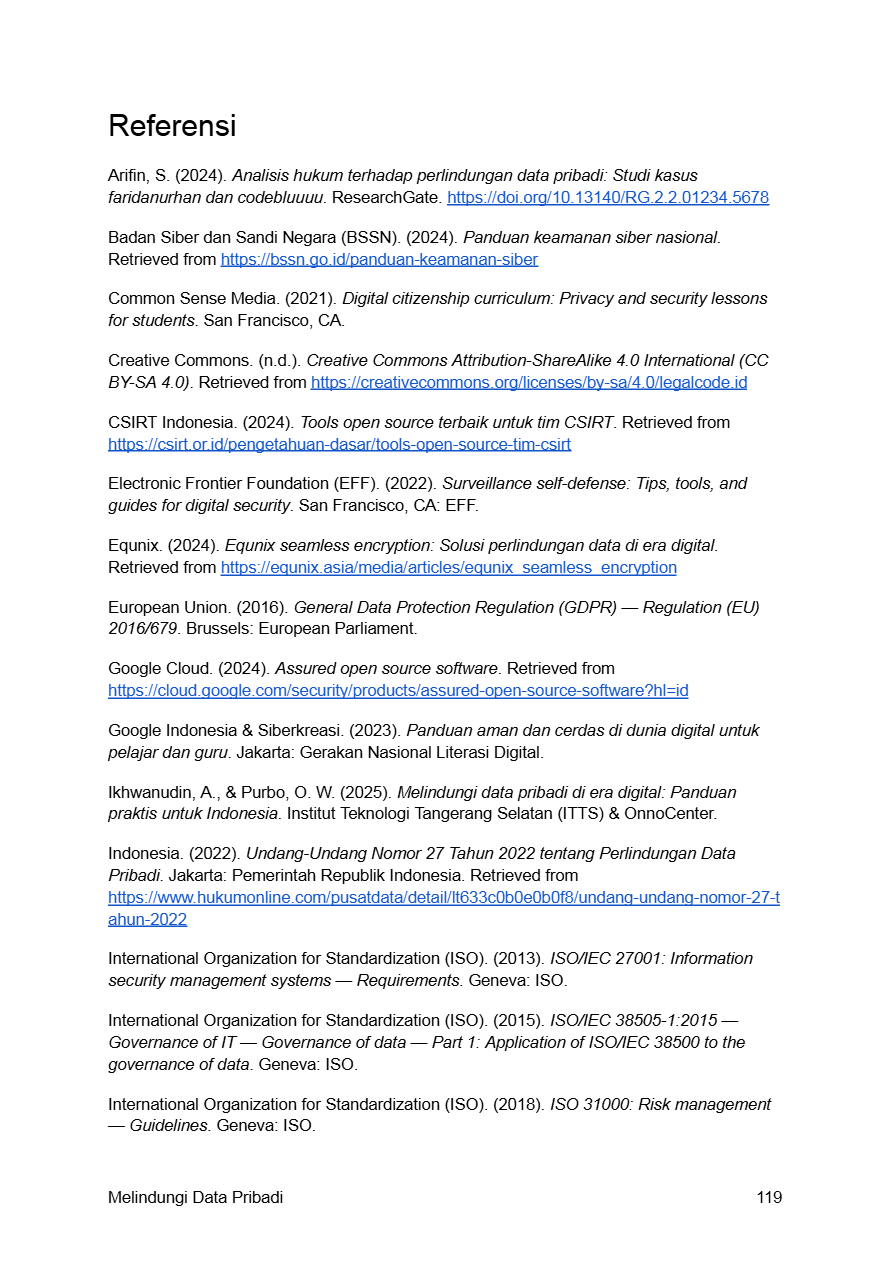 Referensi
Arifin, S. (2024). Analisis hukum terhadap perlindungan data pribadi: Studi kasus
faridanurhan dan codebluuuu. ResearchGate. https://doi.org/10.13140/RG.2.2.01234.5678
Badan Siber dan Sandi Negara (BSSN). (2024). Panduan keamanan siber nasional.
Retrieved from https://bssn.go.id/panduan-keamanan-siber
Common Sense Media. (2021). Digital citizenship curriculum: Privacy and security lessons
for students. San Francisco, CA.
Creative Commons. (n.d.). Creative Commons Attribution-ShareAlike 4.0 International (CC
BY-SA 4.0). Retrieved from https://creativecommons.org/licenses/by-sa/4.0/legalcode.id
CSIRT Indonesia. (2024). Tools open source terbaik untuk tim CSIRT. Retrieved from
https://csirt.or.id/pengetahuan-dasar/tools-open-source-tim-csirt
Electronic Frontier Foundation (EFF). (2022). Surveillance self-defense: Tips, tools, and
guides for digital security. San Francisco, CA: EFF.
Equnix. (2024). Equnix seamless encryption: Solusi perlindungan data di era digital.
Retrieved from https://equnix.asia/media/articles/equnix_seamless_encryption
European Union. (2016). General Data Protection Regulation (GDPR) — Regulation (EU)
2016/679. Brussels: European Parliament.
Google Cloud. (2024). Assured open source software. Retrieved from
https://cloud.google.com/security/products/assured-open-source-software?hl=id
Google Indonesia & Siberkreasi. (2023). Panduan aman dan cerdas di dunia digital untuk
pelajar dan guru. Jakarta: Gerakan Nasional Literasi Digital.
Ikhwanudin, A., & Purbo, O. W. (2025). Melindungi data pribadi di era digital: Panduan
praktis untuk Indonesia. Institut Teknologi Tangerang Selatan (ITTS) & OnnoCenter.
Indonesia. (2022). Undang-Undang Nomor 27 Tahun 2022 tentang Perlindungan Data
Pribadi. Jakarta: Pemerintah Republik Indonesia. Retrieved from
https://www.hukumonline.com/pusatdata/detail/lt633c0b0e0b0f8/undang-undang-nomor-27-t
ahun-2022
International Organization for Standardization (ISO). (2013). ISO/IEC 27001: Information
security management systems — Requirements. Geneva: ISO.
International Organization for Standardization (ISO). (2015). ISO/IEC 38505-1:2015 —
Governance of IT — Governance of data — Part 1: Application of ISO/IEC 38500 to the
governance of data. Geneva: ISO.
International Organization for Standardization (ISO). (2018). ISO 31000: Risk management
— Guidelines. Geneva: ISO.
Melindungi Data Pribadi 119